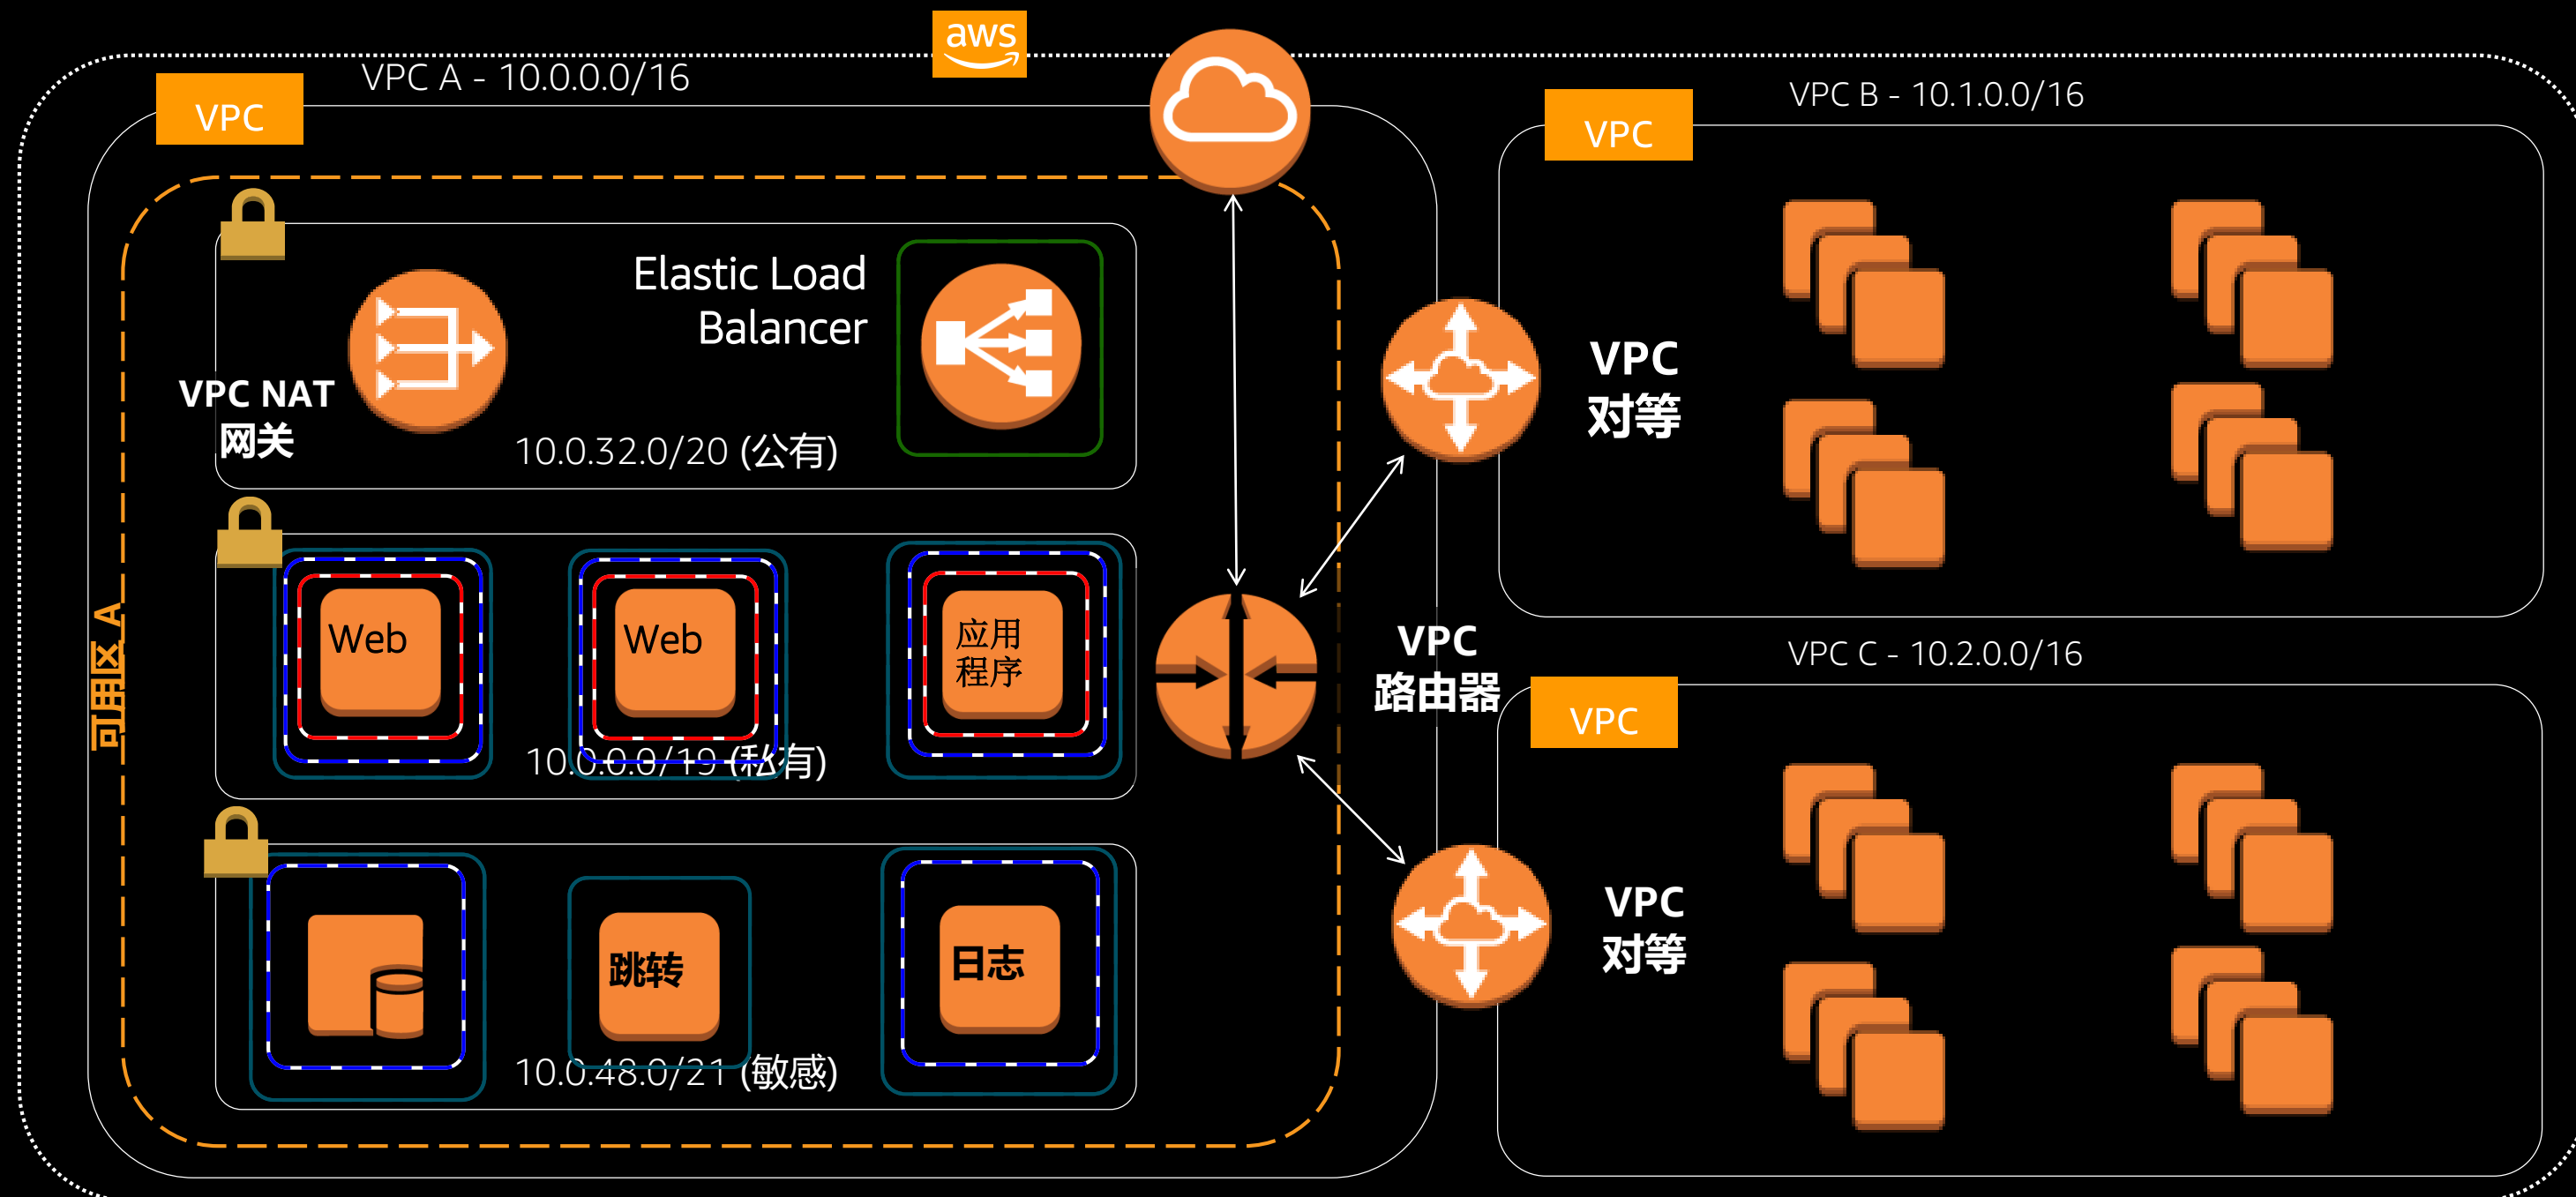 aws
VPC A - 10.0.0.0/16
VPC
VPC B - 10.1.0.0/16
VPC
Elastic Load
Balancer
VPC NAT
网关
10.0.32.0/20 (公有)
VPC
对等
可用区 A
Web
Web
应用
程序
10.0.0.0/19 (私有)
VPC
路由器
VPC C - 10.2.0.0/16
VPC
跳转
日志
10.0.48.0/21 (敏感)
VPC
对等